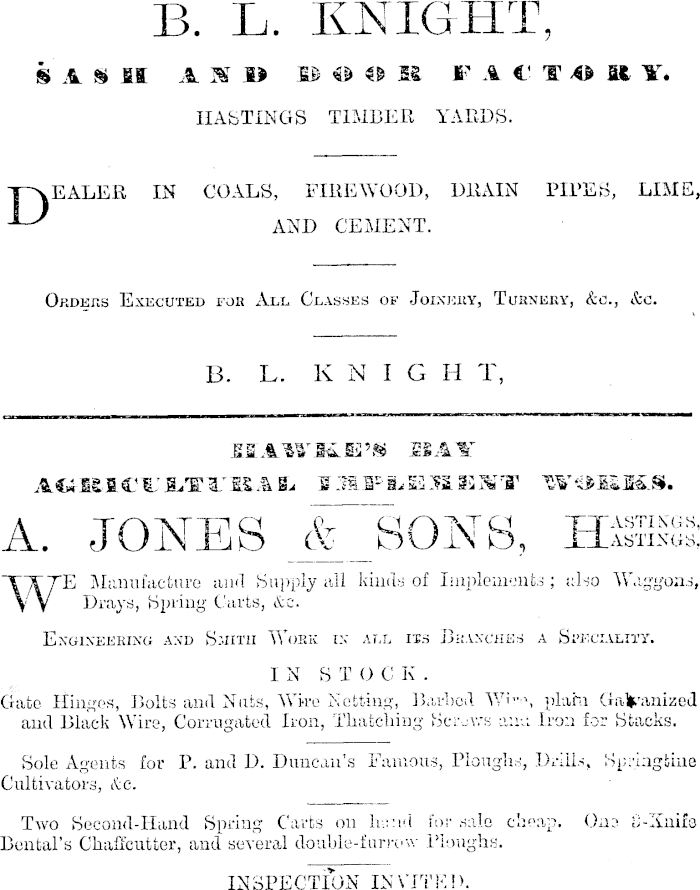 B. L. KNIGHT,
SASH AND DOOR FACTORY.
HASTINGS TIMBER YARDS.
DEALER IN COALS, FIREWOOD, DRAIN PIPES, LIME,
AND CEMENT.
ORDERS EXECUTED FOR ALL CLASSES OF JOINERY, TURNERY, &c., &c.
B. L. KNIGHT,
HAWKE'S BAY
AGRICULTURAL IMPLEMENT WORKS.
A. JONES & SONS, HASTINGS,
HASTINGS,
WE Manufacture and Supply all kinds of Implements; also Waggons,
Drays, Spring Carts, &c.
ENGINEERING AND SMITH WORK IN ALL ITS BRANCHES A SPECIALITY.
IN STOCK.
Gate Hinges, Bolts and Nuts, Wire Netting, Barbed Wire, plain Galvanized
and Black Wire, Corrugated Iron, Thatching Screws and Iron for Stacks.
Sole Agents for P. and D. Duncan's Famous, Ploughs, Drills, Springtine
Cultivators, &c.
Two Second-Hand Spring Carts on hand for sale cheap. One 3-Knife
Bental's Chaffcutter, and several double-furrow Ploughs.
INSPECTION INVITED.